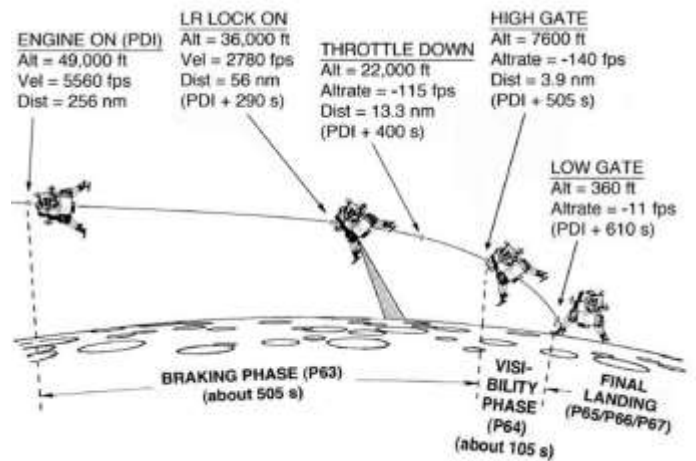 ENGINE ON (PDI)
Alt = 49,000 ft
Vel = 5560 fps
Dist = 256 nm
LR LOCK ON
Alt = 36,000 ft
Vel = 2780 fps
Dist = 56 nm
(PDI + 290 s)
THROTTLE DOWN
Alt = 22,000 ft
Altrate = -115 fps
Dist = 13.3 nm
(PDI + 400 s)
HIGH GATE
Alt = 7600 ft
Altrate = -140 fps
Dist = 3.9 nm
(PDI + 505 s)
LOW GATE
Alt = 360 ft
Altrate = -11 fps
(PDI + 610 s)
BRAKING PHASE (P63)
(about 505 s)
VISI-
BILITY
PHASE
(P64)
(about 105 s)
FINAL
LANDING
(P65/P66/P67)